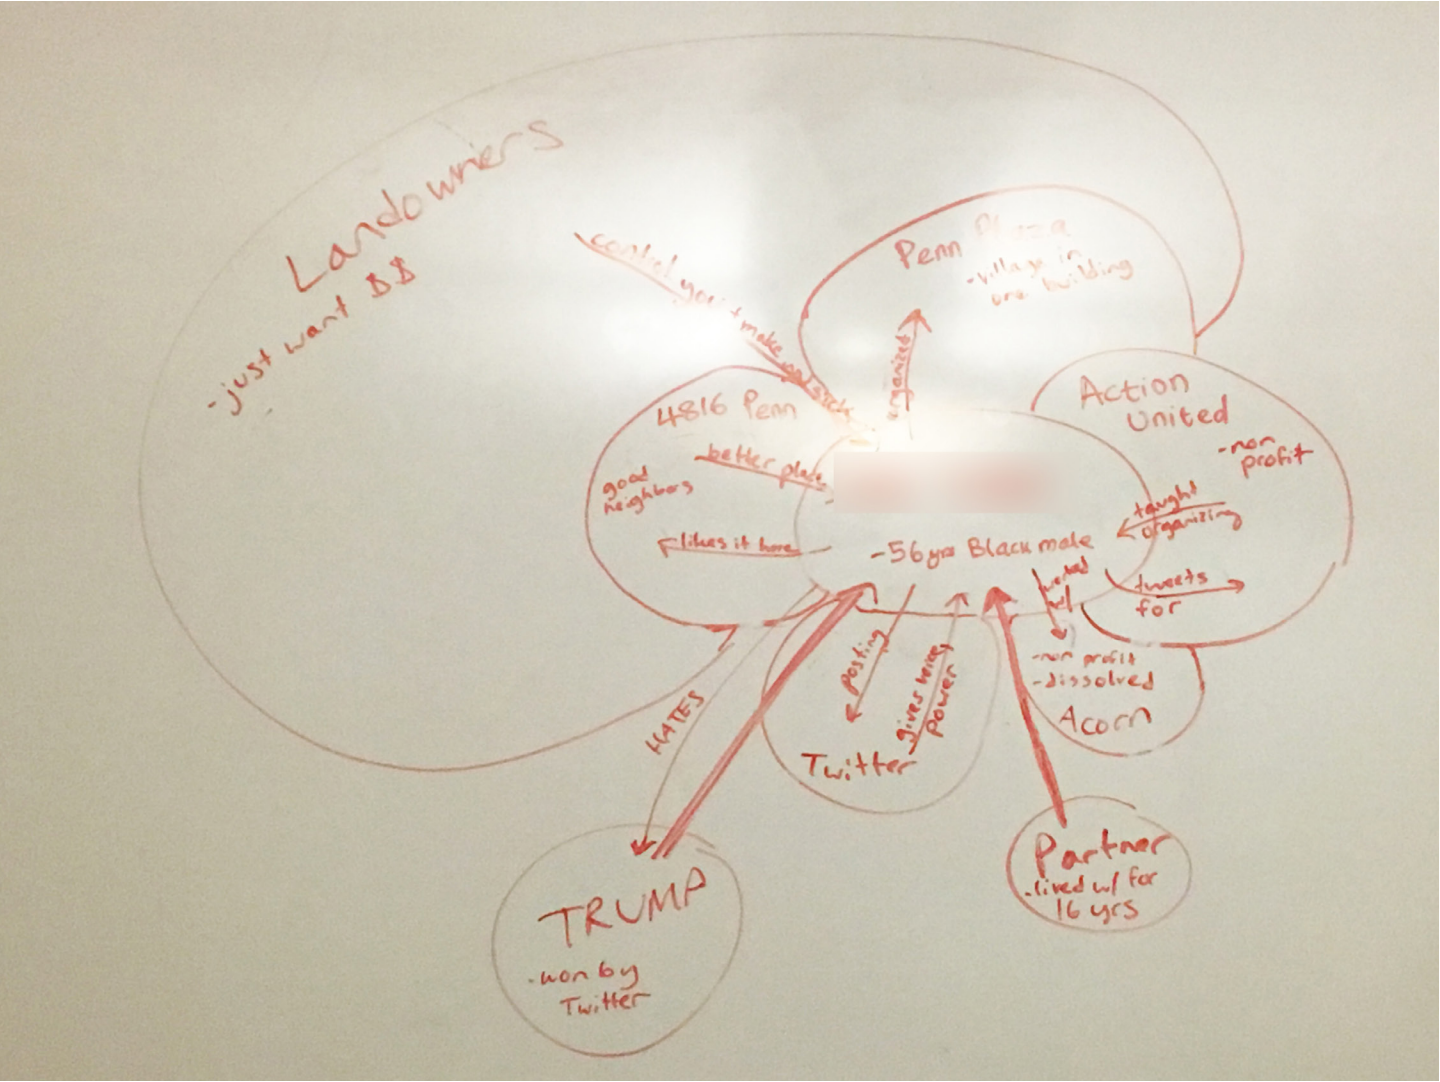 Landowners
-just want $$
control you + make you sick
Penn Plaza
-village in
one building
organized
4816 Penn
better place
good
neighbors
likes it here
Action
United
-non
profit
taught
organizing
tweets
for
-56 yrs Black male
worked
w/
-non profit
-dissolved
Acorn
HATES
posting
gives voice,
power
Twitter
TRUMP
-won by
Twitter
Partner
-lived w/ for
16 yrs